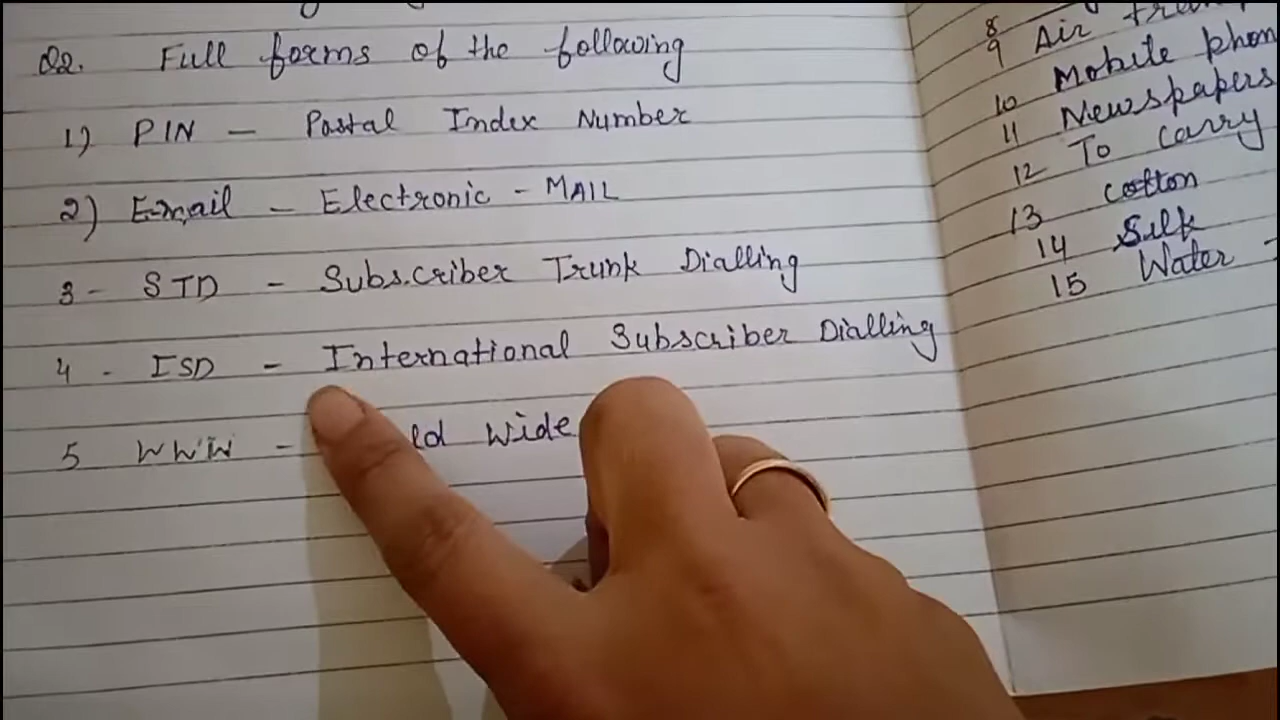 Q2. Full forms of the following
1) PIN - Postal Index Number
2) E-mail - Electronic - MAIL
3 - STD - Subscriber Trunk Dialling
4 - ISD - International Subscriber Dialling
5 WWW - ld Wide
8
9 Air
10 Mobile phon
11 Newspapers
12 To carry
13 cotton
14 Silk
15 Water -